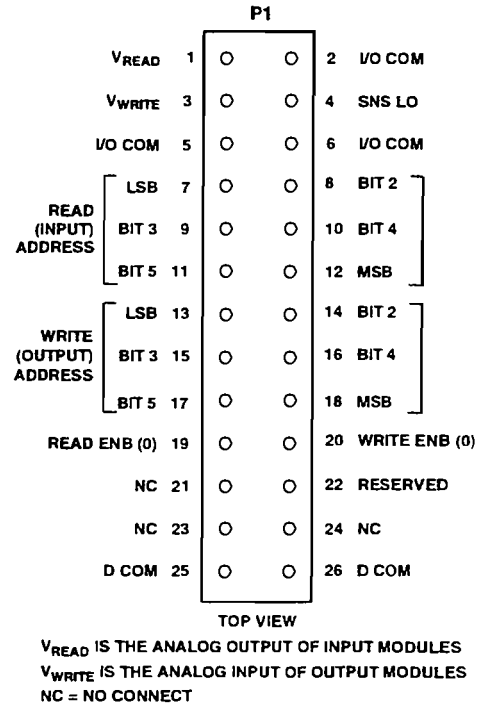 P1
VREAD 1 2 I/O COM
VWRITE 3 4 SNS LO
I/O COM 5 6 I/O COM
LSB 7 8 BIT 2
READ
(INPUT)
ADDRESS
BIT 3 9 10 BIT 4
BIT 5 11 12 MSB
LSB 13 14 BIT 2
WRITE
(OUTPUT)
ADDRESS
BIT 3 15 16 BIT 4
BIT 5 17 18 MSB
READ ENB (0) 19 20 WRITE ENB (0)
NC 21 22 RESERVED
NC 23 24 NC
D COM 25 26 D COM
TOP VIEW
VREAD IS THE ANALOG OUTPUT OF INPUT MODULES
VWRITE IS THE ANALOG INPUT OF OUTPUT MODULES
NC = NO CONNECT